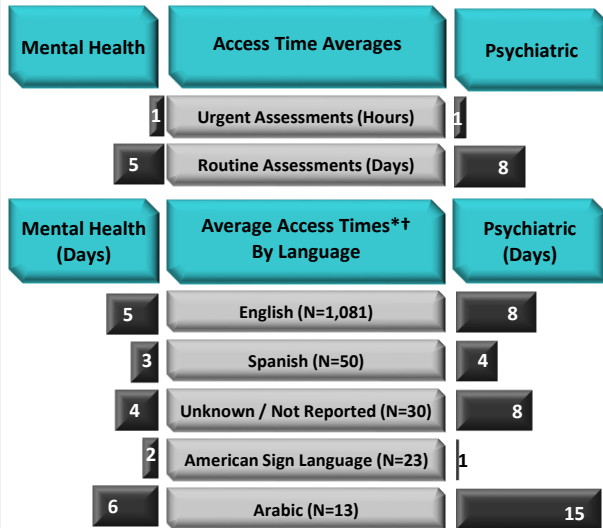 Mental Health Access Time Averages Psychiatric
1 Urgent Assessments (Hours) 1
5 Routine Assessments (Days) 8
Mental Health (Days) Average Access Times*† By Language Psychiatric (Days)
5 English (N=1,081) 8
3 Spanish (N=50) 4
4 Unknown / Not Reported (N=30) 8
2 American Sign Language (N=23) 1
6 Arabic (N=13) 15